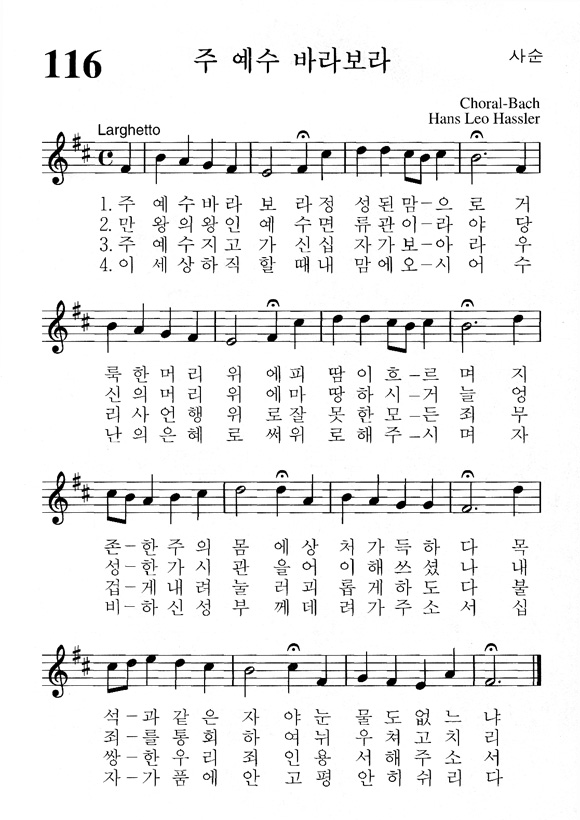 116
주 예수 바라보라
사순
Choral-Bach
Hans Leo Hassler
Larghetto
1. 주 예수바라 보 라정 성된맘-으 로 거
2. 만 왕의왕인 예 수면 류관이-라 야 당
3. 주 예수지고 가 신십 자가보-아 라 우
4. 이 세상하직 할 때내 맘에오-시 어 수
룩 한 머 리 위 에피 땀 이흐-르 며 지
신 의 머 리 위 에마 땅 하시-거 늘 엉
리 사 언 행 위 로잘 못 한모-든 죄 무
난 의 은 혜 로 써위 로 해주-시 며 자
존-한 주 의 몸 에상 처 가 득 하 다 목
성-한 가 시 관 을어 이 해 쓰 셨 나 내
겁-게 내 려 눌 러괴 롭 게 하 도 다 불
비-하 신 성 부 께데 려 가 주 소 서 십
석-과 같 은 자 야눈 물 도 없 느 냐
죄-를 통 회 하 여뉘 우 쳐 고 치 리
쌍-한 우 리 죄 인용 서 해 주 소 서
자-가 품 에 안 고평 안 히 쉬 리 다